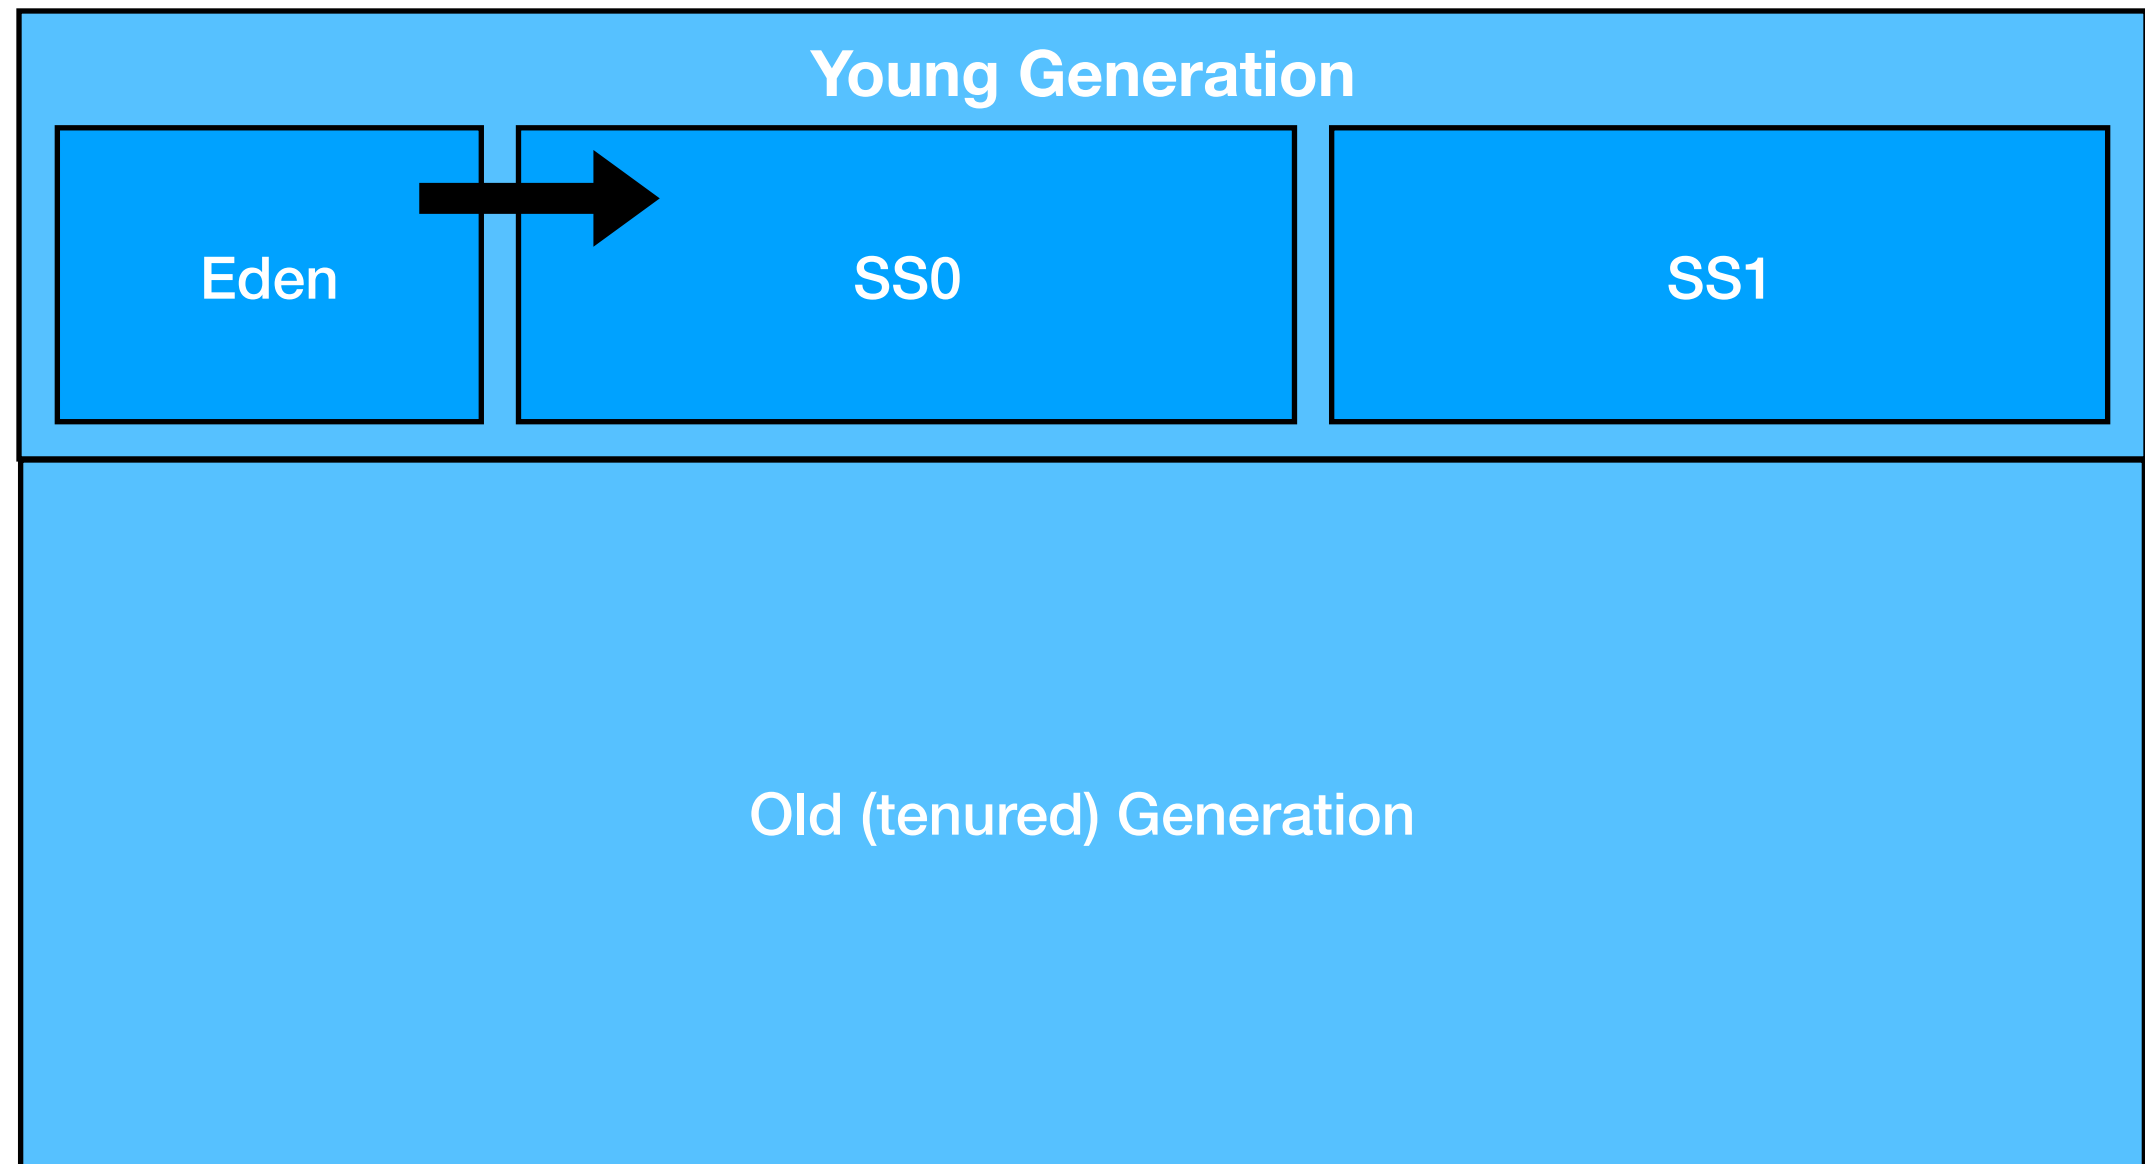 Young Generation
Eden
SS0
SS1
Old (tenured) Generation